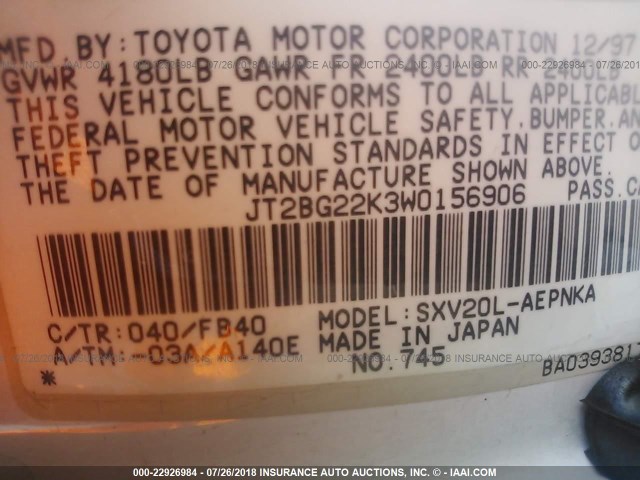 MFD BY: TOYOTA MOTOR CORPORATION 12/97
GVWR 4180LB GAWR FR 2400LB RR
THIS VEHICLE CONFORMS TO ALL APPLICABL
FEDERAL MOTOR VEHICLE SAFETY, BUMPER, AN
THEFT PREVENTION STANDARDS IN EFFECT O
THE DATE OF MANUFACTURE SHOWN ABOVE.
JT2BG22K3W0156906 PASS.C
C/TR: 040/FB40 MODEL: SXV20L-AEPNKA
A/TM: 03A/A140E MADE IN JAPAN
* NO. 745 BA039381
000-22926984 - 07/26/2018 - INSURANCE AUTO AUCTIONS, INC. - © IAAI.COM